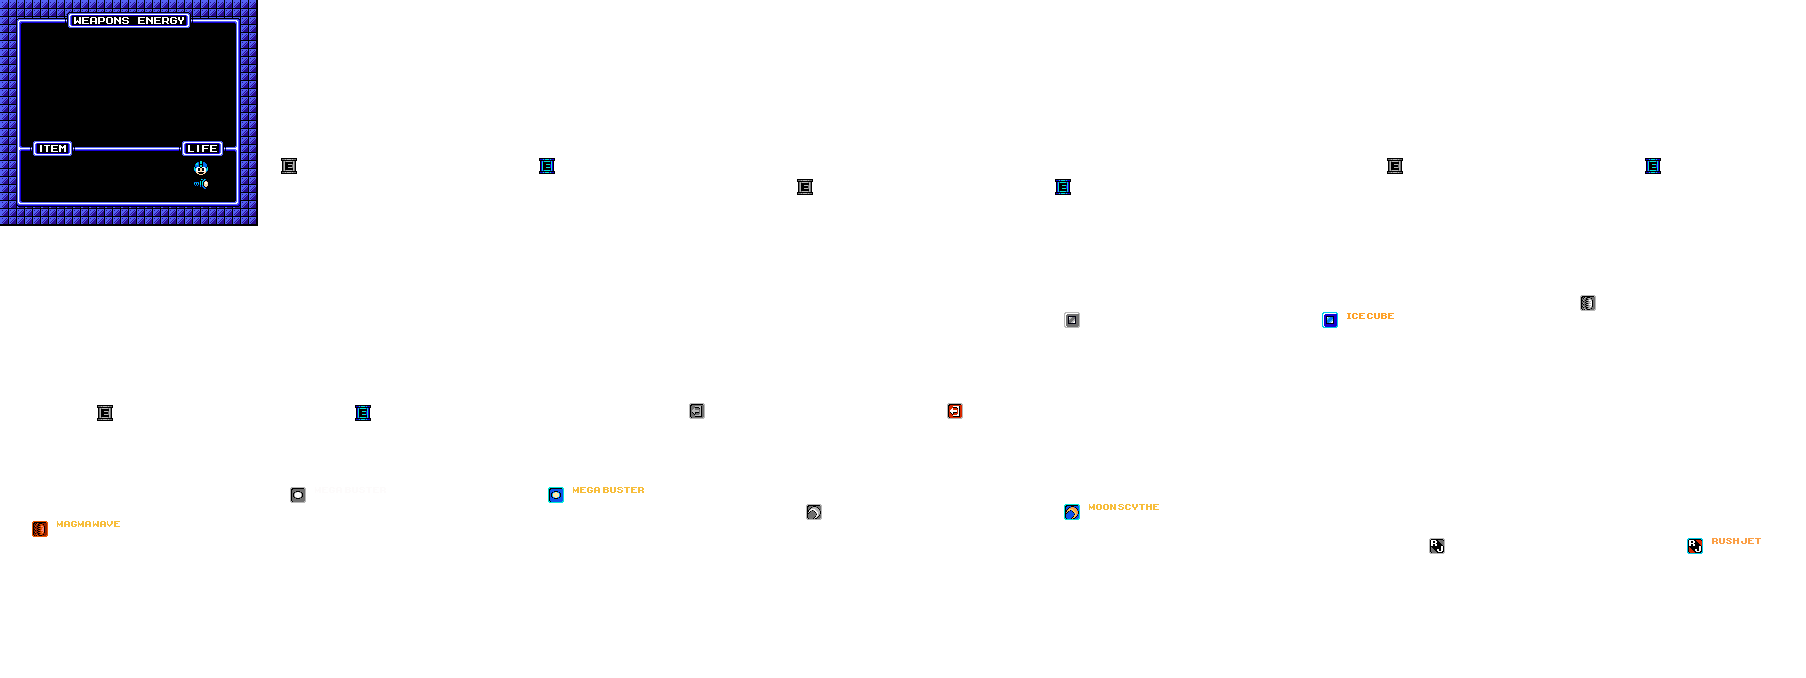 WEAPONS ENERGY
ITEM LIFE
E E E E
E E
ICE CUBE
E E
MEGA BUSTER
MOON SCYTHE
MAGMA WAVE
RJ RJ RUSH JET